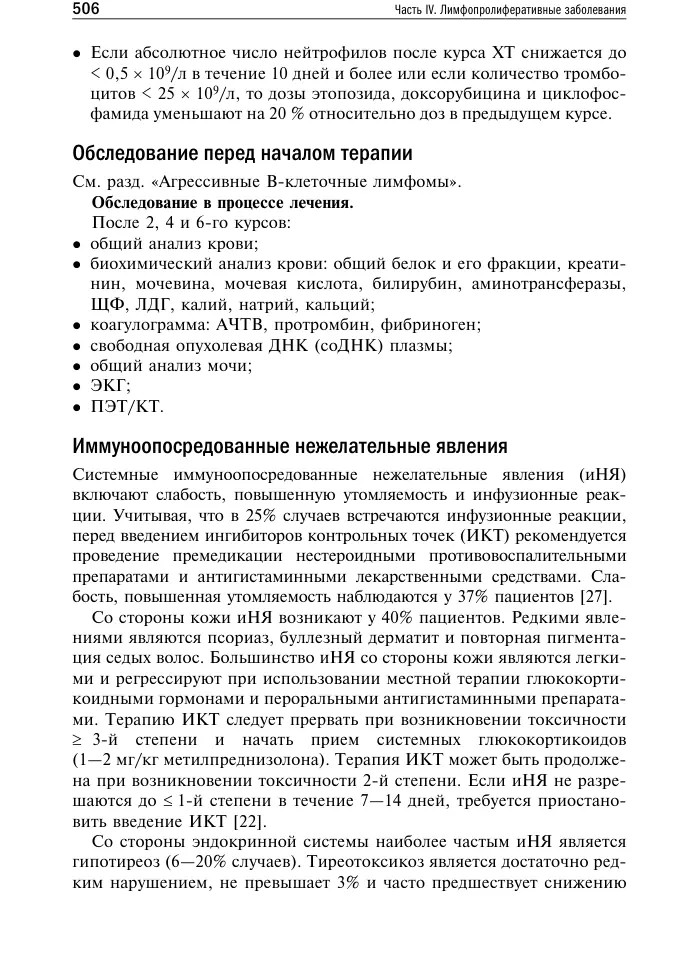 506 Часть IV. Лимфопролиферативные заболевания
• Если абсолютное число нейтрофилов после курса ХТ снижается до
< 0,5 × 10⁹/л в течение 10 дней и более или если количество тромбо-
цитов < 25 × 10⁹/л, то дозы этопозида, доксорубицина и циклофос-
фамида уменьшают на 20 % относительно доз в предыдущем курсе.
Обследование перед началом терапии
См. разд. «Агрессивные В-клеточные лимфомы».
Обследование в процессе лечения.
После 2, 4 и 6-го курсов:
• общий анализ крови;
• биохимический анализ крови: общий белок и его фракции, креати-
нин, мочевина, мочевая кислота, билирубин, аминотрансферазы,
ЩФ, ЛДГ, калий, натрий, кальций;
• коагулограмма: АЧТВ, протромбин, фибриноген;
• свободная опухолевая ДНК (соДНК) плазмы;
• общий анализ мочи;
• ЭКГ;
• ПЭТ/КТ.
Иммуноопосредованные нежелательные явления
Системные иммуноопосредованные нежелательные явления (иНЯ)
включают слабость, повышенную утомляемость и инфузионные реак-
ции. Учитывая, что в 25% случаев встречаются инфузионные реакции,
перед введением ингибиторов контрольных точек (ИКТ) рекомендуется
проведение премедикации нестероидными противовоспалительными
препаратами и антигистаминными лекарственными средствами. Сла-
бость, повышенная утомляемость наблюдаются у 37% пациентов [27].
Со стороны кожи иНЯ возникают у 40% пациентов. Редкими явле-
ниями являются псориаз, буллезный дерматит и повторная пигмента-
ция седых волос. Большинство иНЯ со стороны кожи являются легки-
ми и регрессируют при использовании местной терапии глюкокорти-
коидными гормонами и пероральными антигистаминными препарата-
ми. Терапию ИКТ следует прервать при возникновении токсичности
≥ 3-й степени и начать прием системных глюкокортикоидов
(1—2 мг/кг метилпреднизолона). Терапия ИКТ может быть продолже-
на при возникновении токсичности 2-й степени. Если иНЯ не разре-
шаются до ≤ 1-й степени в течение 7—14 дней, требуется приостано-
вить введение ИКТ [22].
Со стороны эндокринной системы наиболее частым иНЯ является
гипотиреоз (6—20% случаев). Тиреотоксикоз является достаточно ред-
ким нарушением, не превышает 3% и часто предшествует снижению